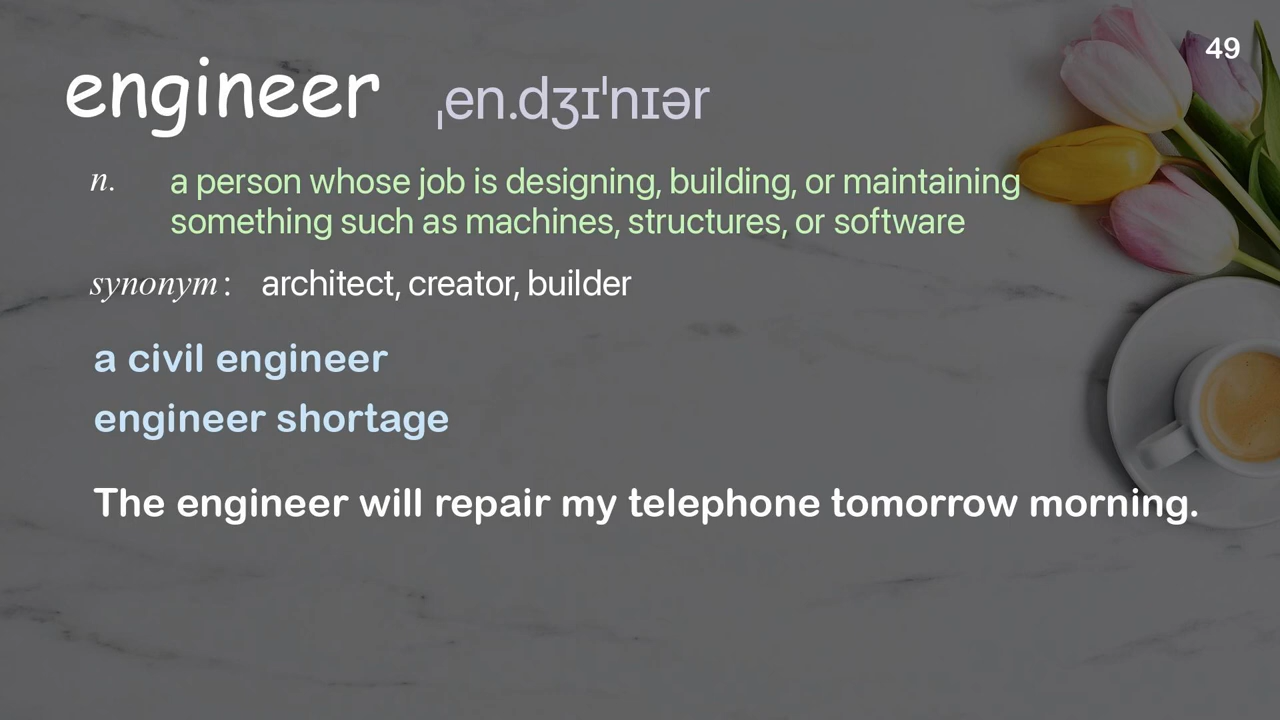 49
engineer ˌen.dʒɪˈnɪər
n. a person whose job is designing, building, or maintaining
something such as machines, structures, or software
synonym: architect, creator, builder
a civil engineer
engineer shortage
The engineer will repair my telephone tomorrow morning.